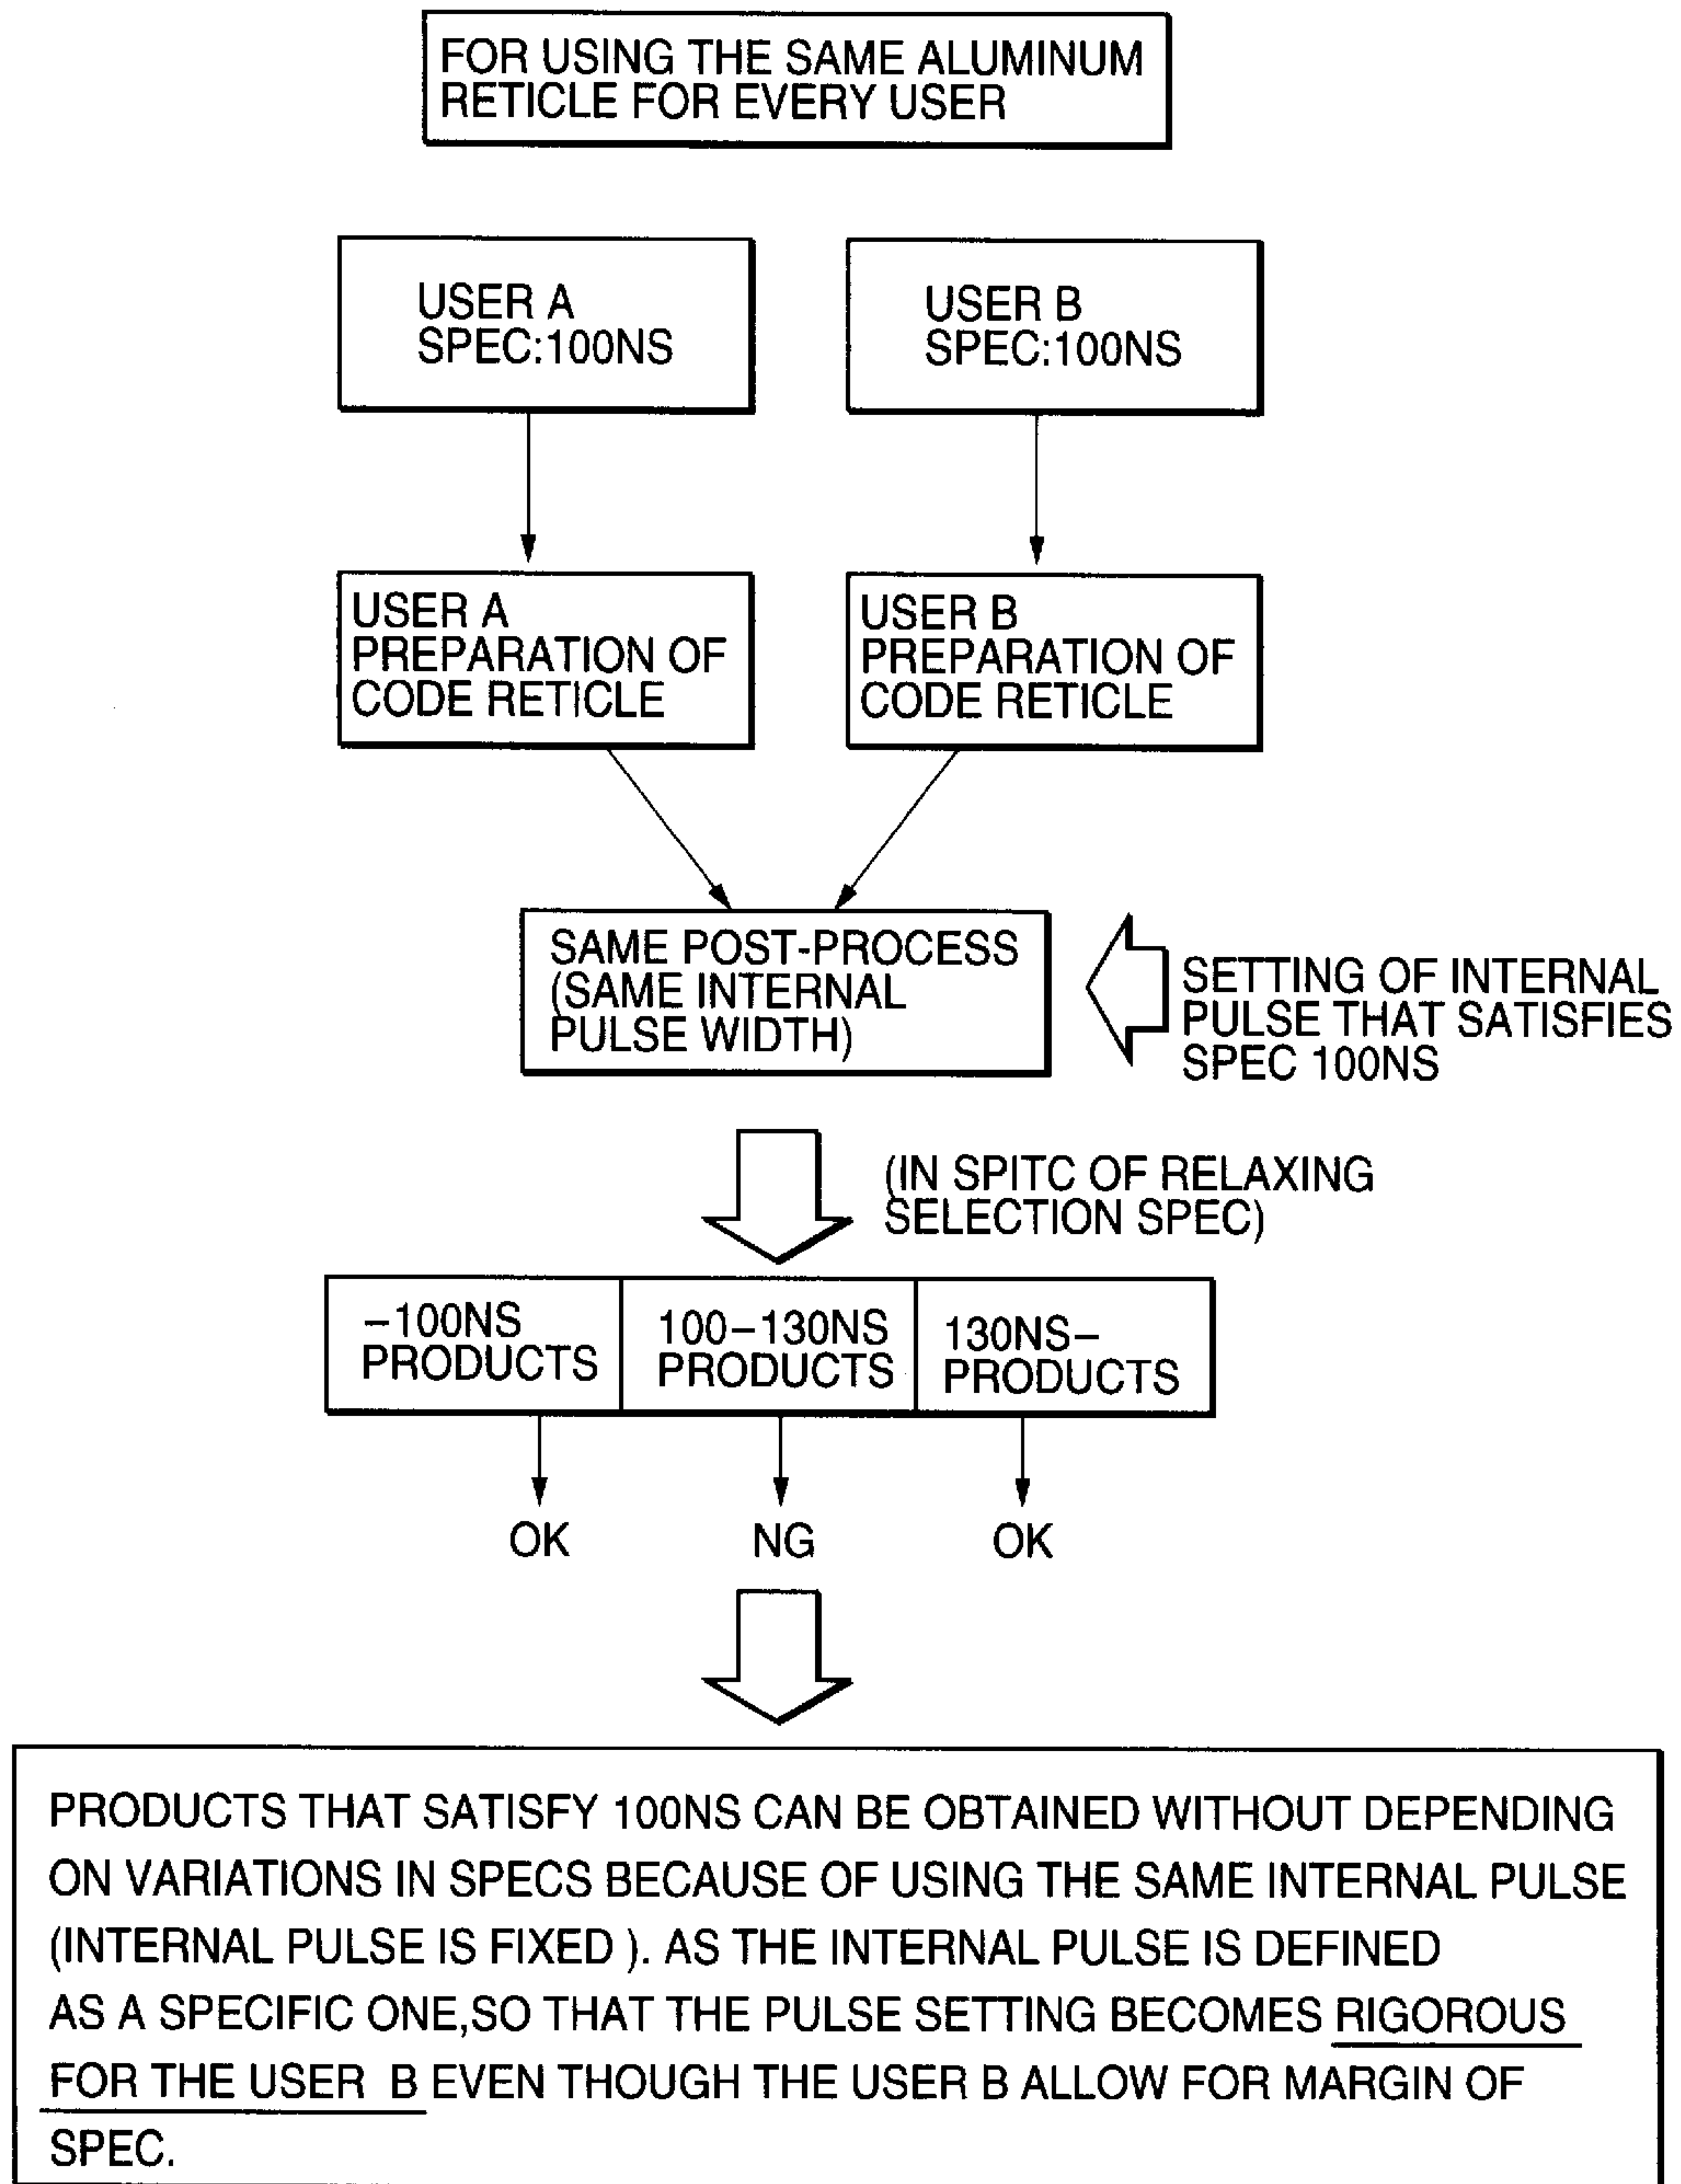 FOR USING THE SAME ALUMINUM
RETICLE FOR EVERY USER
USER A
SPEC:100NS
USER B
SPEC:100NS
USER A
PREPARATION OF
CODE RETICLE
USER B
PREPARATION OF
CODE RETICLE
SAME POST-PROCESS
(SAME INTERNAL
PULSE WIDTH)
SETTING OF INTERNAL
PULSE THAT SATISFIES
SPEC 100NS
(IN SPITC OF RELAXING
SELECTION SPEC)
–100NS
PRODUCTS
100–130NS
PRODUCTS
130NS–
PRODUCTS
OK
NG
OK
PRODUCTS THAT SATISFY 100NS CAN BE OBTAINED WITHOUT DEPENDING
ON VARIATIONS IN SPECS BECAUSE OF USING THE SAME INTERNAL PULSE
(INTERNAL PULSE IS FIXED ). AS THE INTERNAL PULSE IS DEFINED
AS A SPECIFIC ONE,SO THAT THE PULSE SETTING BECOMES RIGOROUS
FOR THE USER B EVEN THOUGH THE USER B ALLOW FOR MARGIN OF
SPEC.